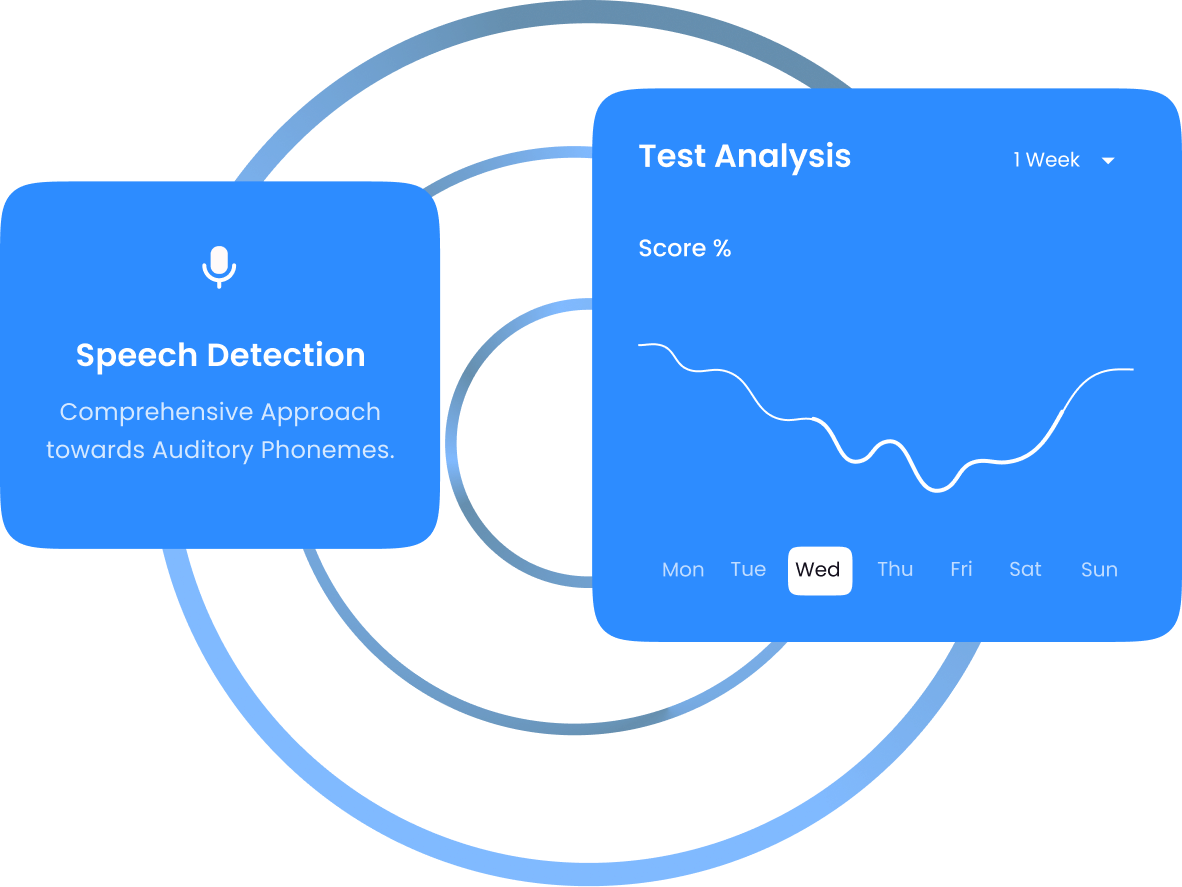 Speech Detection
Comprehensive Approach
towards Auditory Phonemes.
Test Analysis
1 Week
Score %
Mon Tue Wed Thu Fri Sat Sun